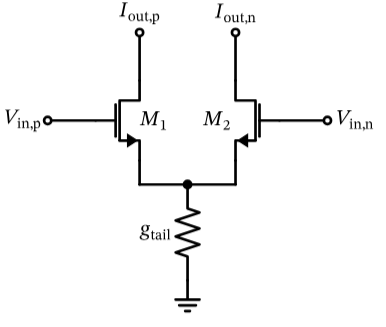 I_out,p I_out,n
V_in,p M_1 M_2 V_in,n
g_tail